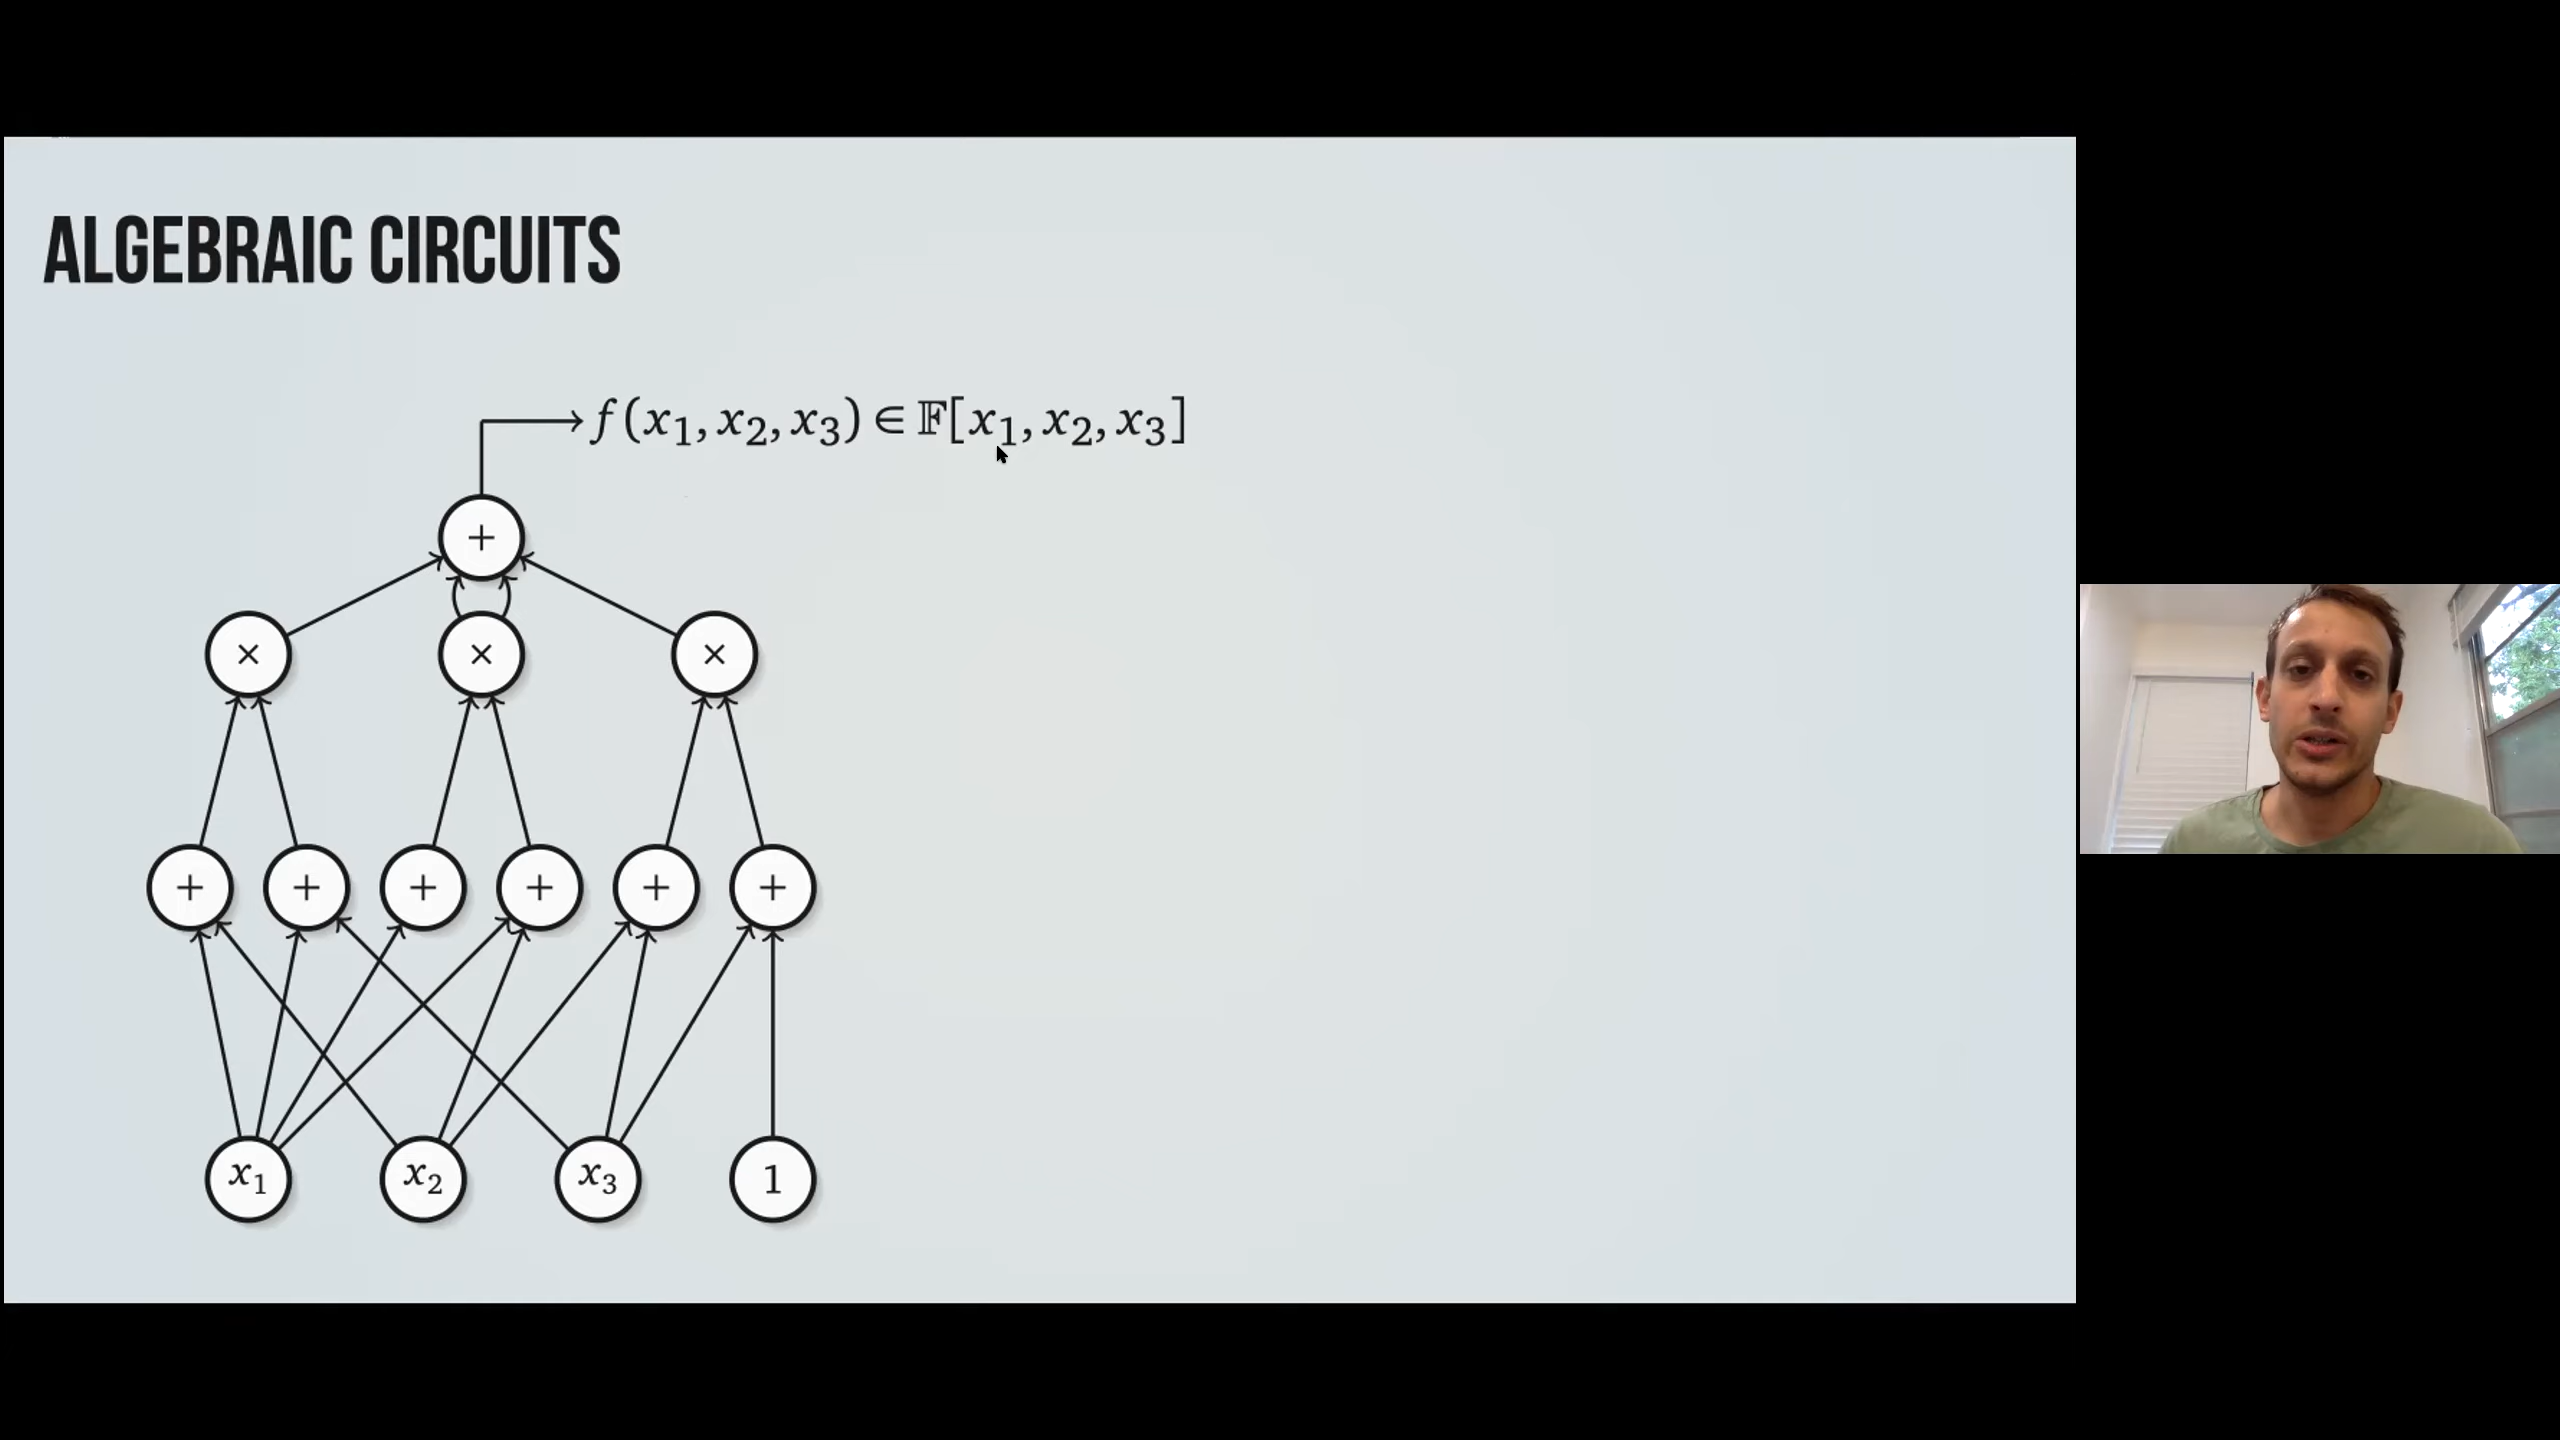 ALGEBRAIC CIRCUITS
f(x₁, x₂, x₃) ∈ 𝔽[x₁, x₂, x₃]
+
× × ×
+ + + + + +
x₁ x₂ x₃ 1